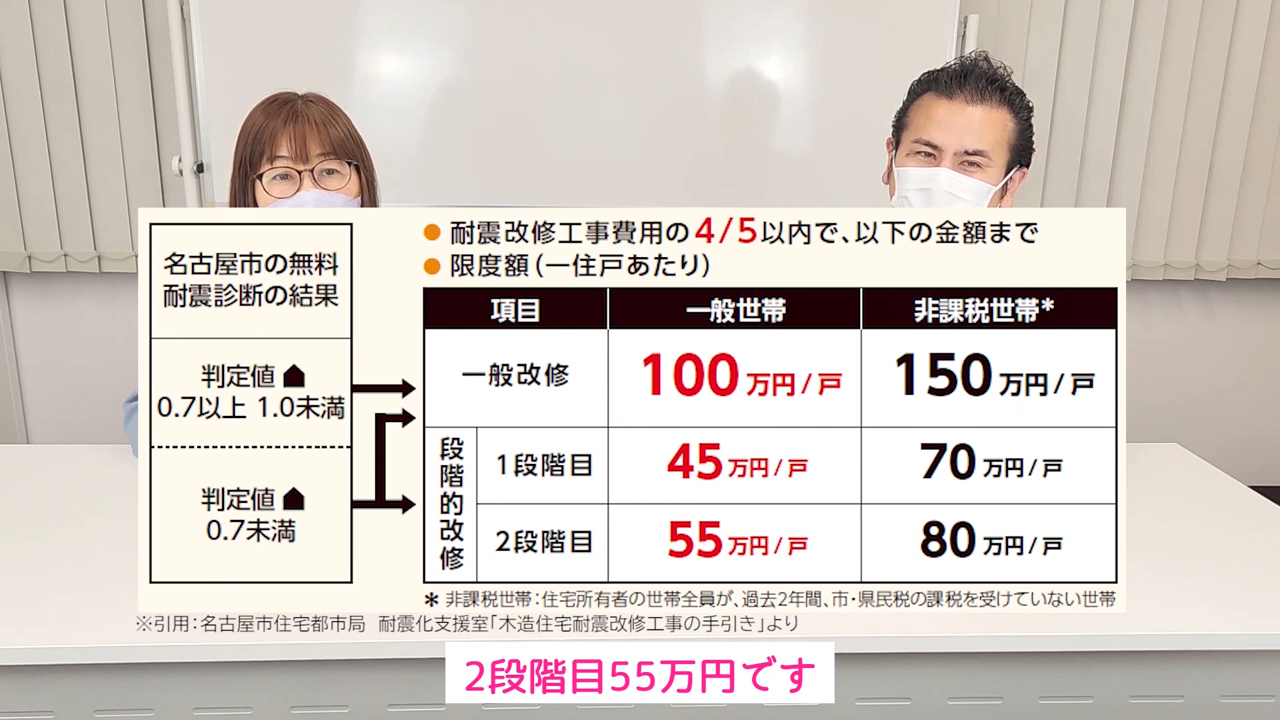 名古屋市の無料
耐震診断の結果
判定値
0.7以上 1.0未満
判定値
0.7未満
● 耐震改修工事費用の4/5以内で、以下の金額まで
● 限度額(一住戸あたり)
項目 一般世帯 非課税世帯*
一般改修 100万円/戸 150万円/戸
段階的改修
1段階目 45万円/戸 70万円/戸
2段階目 55万円/戸 80万円/戸
* 非課税世帯:住宅所有者の世帯全員が、過去2年間、市・県民税の課税を受けていない世帯
※引用:名古屋市住宅都市局 耐震化支援室「木造住宅耐震改修工事の手引き」より
2段階目55万円です